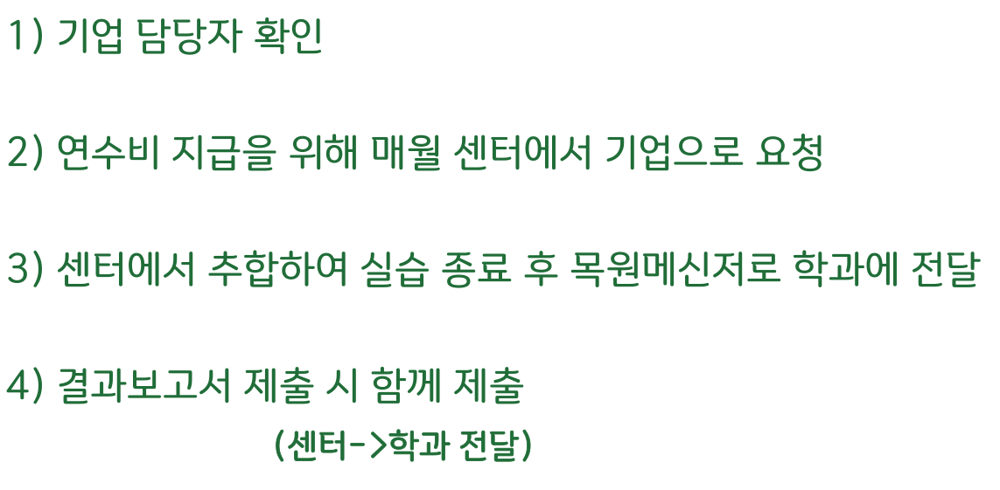 1) 기업 담당자 확인
2) 연수비 지급을 위해 매월 센터에서 기업으로 요청
3) 센터에서 추합하여 실습 종료 후 목원메신저로 학과에 전달
4) 결과보고서 제출 시 함께 제출
(센터->학과 전달)